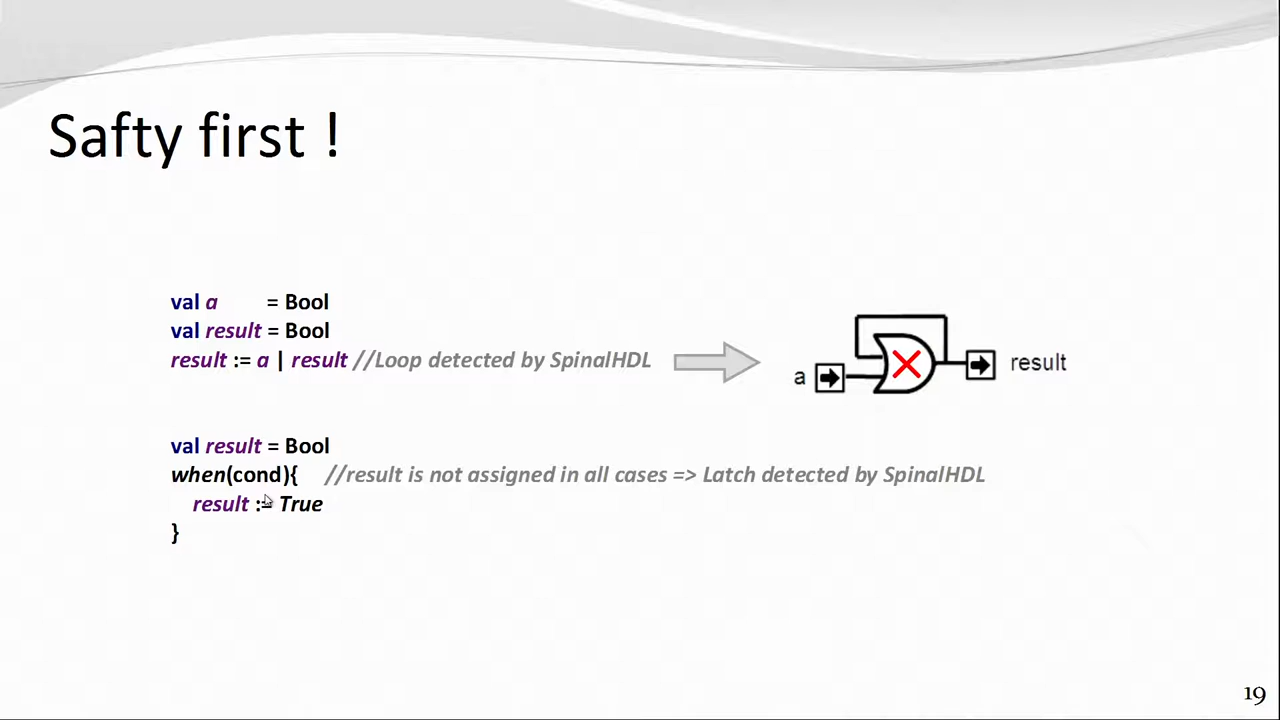 Safty first !
val a = Bool
val result = Bool
result := a | result //Loop detected by SpinalHDL
a
result
val result = Bool
when(cond){ //result is not assigned in all cases => Latch detected by SpinalHDL
result := True
}
19